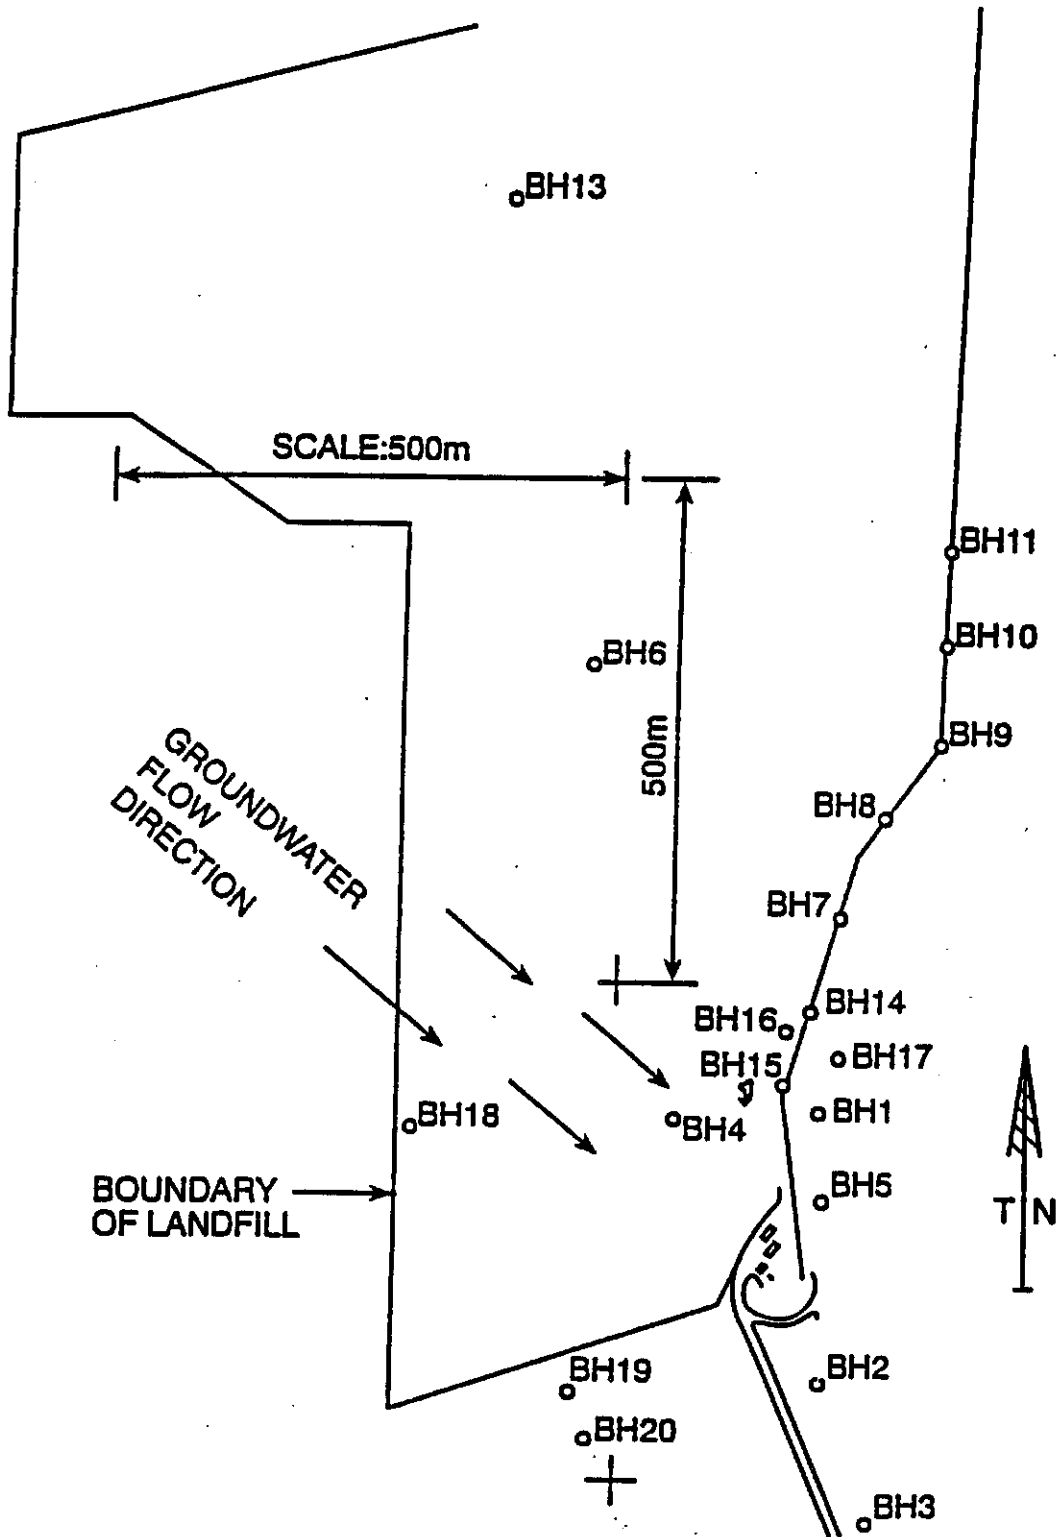 BH13
SCALE:500m
BH11
BH10
BH6
BH9
500m
GROUNDWATER
FLOW
DIRECTION
BH8
BH7
BH14
BH16
BH17
BH15
BH1
BH18
BH4
BOUNDARY
OF LANDFILL
BH5
T N
BH19
BH2
BH20
BH3